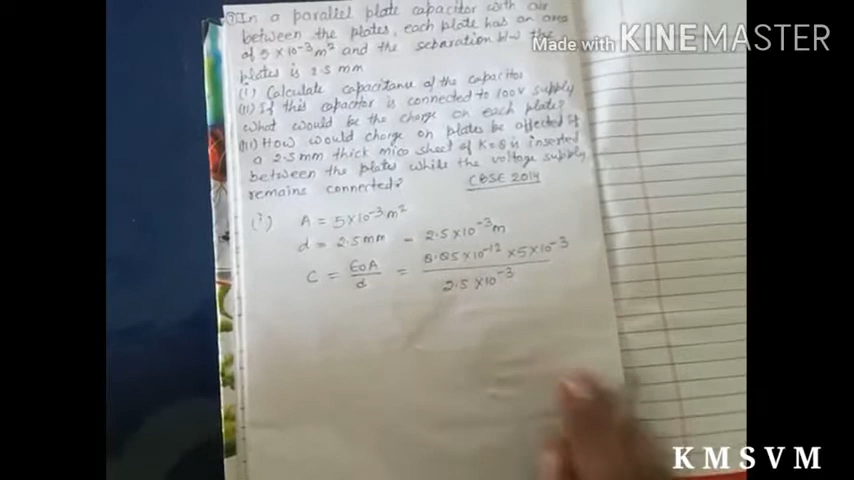 ③ In a parallel plate capacitor with air
between the plates, each plate has an area
of 5 × 10⁻³ m² and the separation b/w the
plates is 2.5 mm
(i) Calculate capacitance of the capacitor
(ii) If this capacitor is connected to 100V supply
what would be the charge on each plate?
(iii) How would charge on plates be affected if
a 2.5mm thick mica sheet of K=8 is inserted
between the plates while the voltage supply
remains connected? CBSE 2014
(i) A = 5×10⁻³ m²
d = 2.5 mm = 2.5×10⁻³ m
C = ε₀A/d = 8.85×10⁻¹² × 5×10⁻³ / 2.5×10⁻³
Made with KINEMASTER
KMSVM